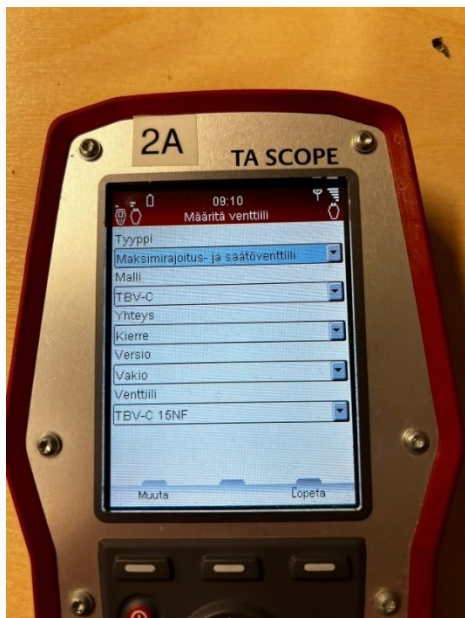 2A
TA SCOPE
09:10
Määritä venttiili
Tyyppi
Maksimirajoitus- ja säätöventtiili
Malli
TBV-C
Yhteys
Kierre
Versio
Vakio
Venttiili
TBV-C 15NF
Muuta Lopeta